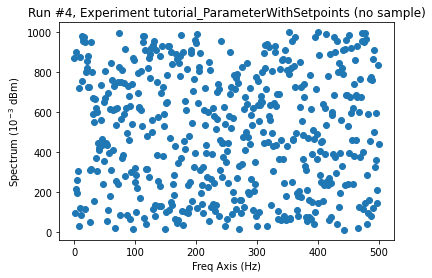 Run #4, Experiment tutorial_ParameterWithSetpoints (no sample)
1000
800
600
400
200
0
Spectrum (10⁻³ dBm)
0 100 200 300 400 500
Freq Axis (Hz)